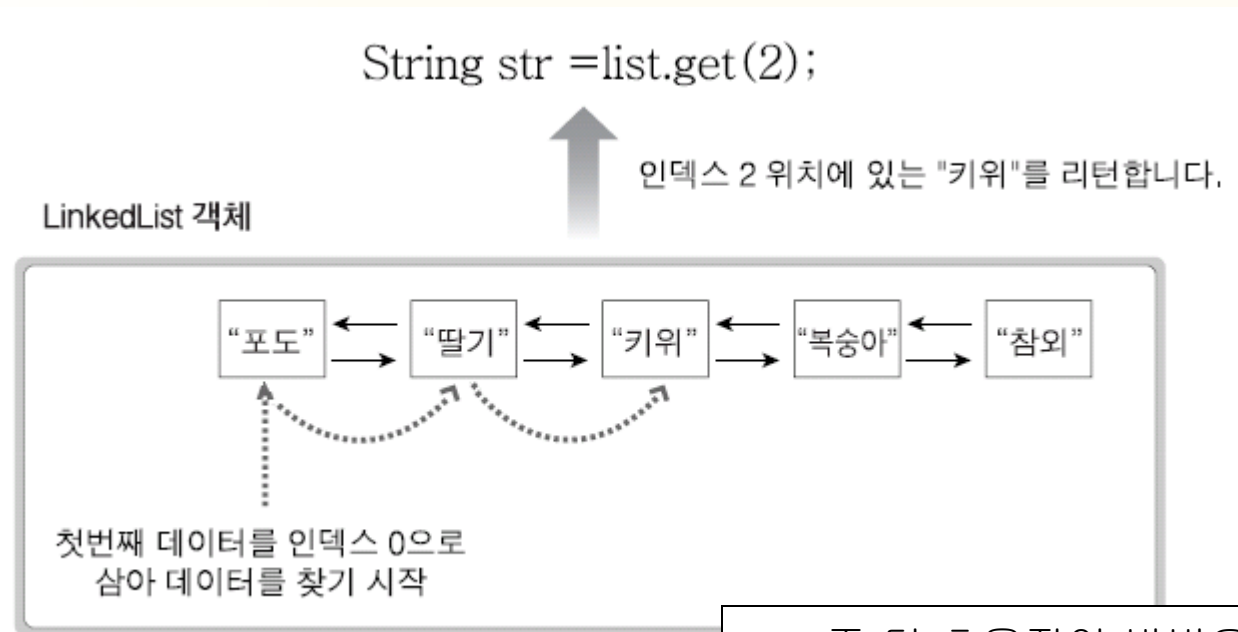 String str =list.get(2);
인덱스 2 위치에 있는 "키위"를 리턴합니다.
LinkedList 객체
“포도” “딸기” “키위” “복숭아” “참외”
첫번째 데이터를 인덱스 0으로
삼아 데이터를 찾기 시작